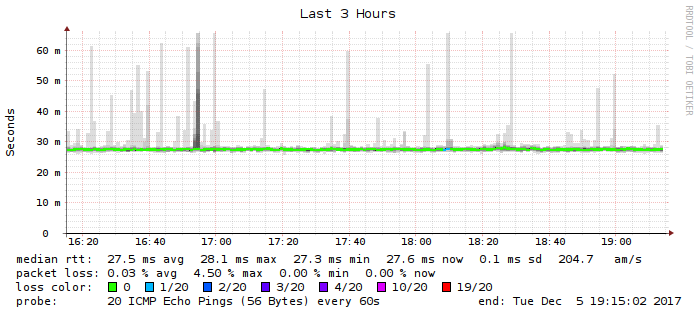 Last 3 Hours
RRDTOOL / TOBI OETIKER
Seconds
60 m
50 m
40 m
30 m
20 m
10 m
0
16:20 16:40 17:00 17:20 17:40 18:00 18:20 18:40 19:00
median rtt: 27.5 ms avg 28.1 ms max 27.3 ms min 27.6 ms now 0.1 ms sd 204.7 am/s
packet loss: 0.03 % avg 4.50 % max 0.00 % min 0.00 % now
loss color: 0 1/20 2/20 3/20 4/20 10/20 19/20
probe: 20 ICMP Echo Pings (56 Bytes) every 60s end: Tue Dec 5 19:15:02 2017